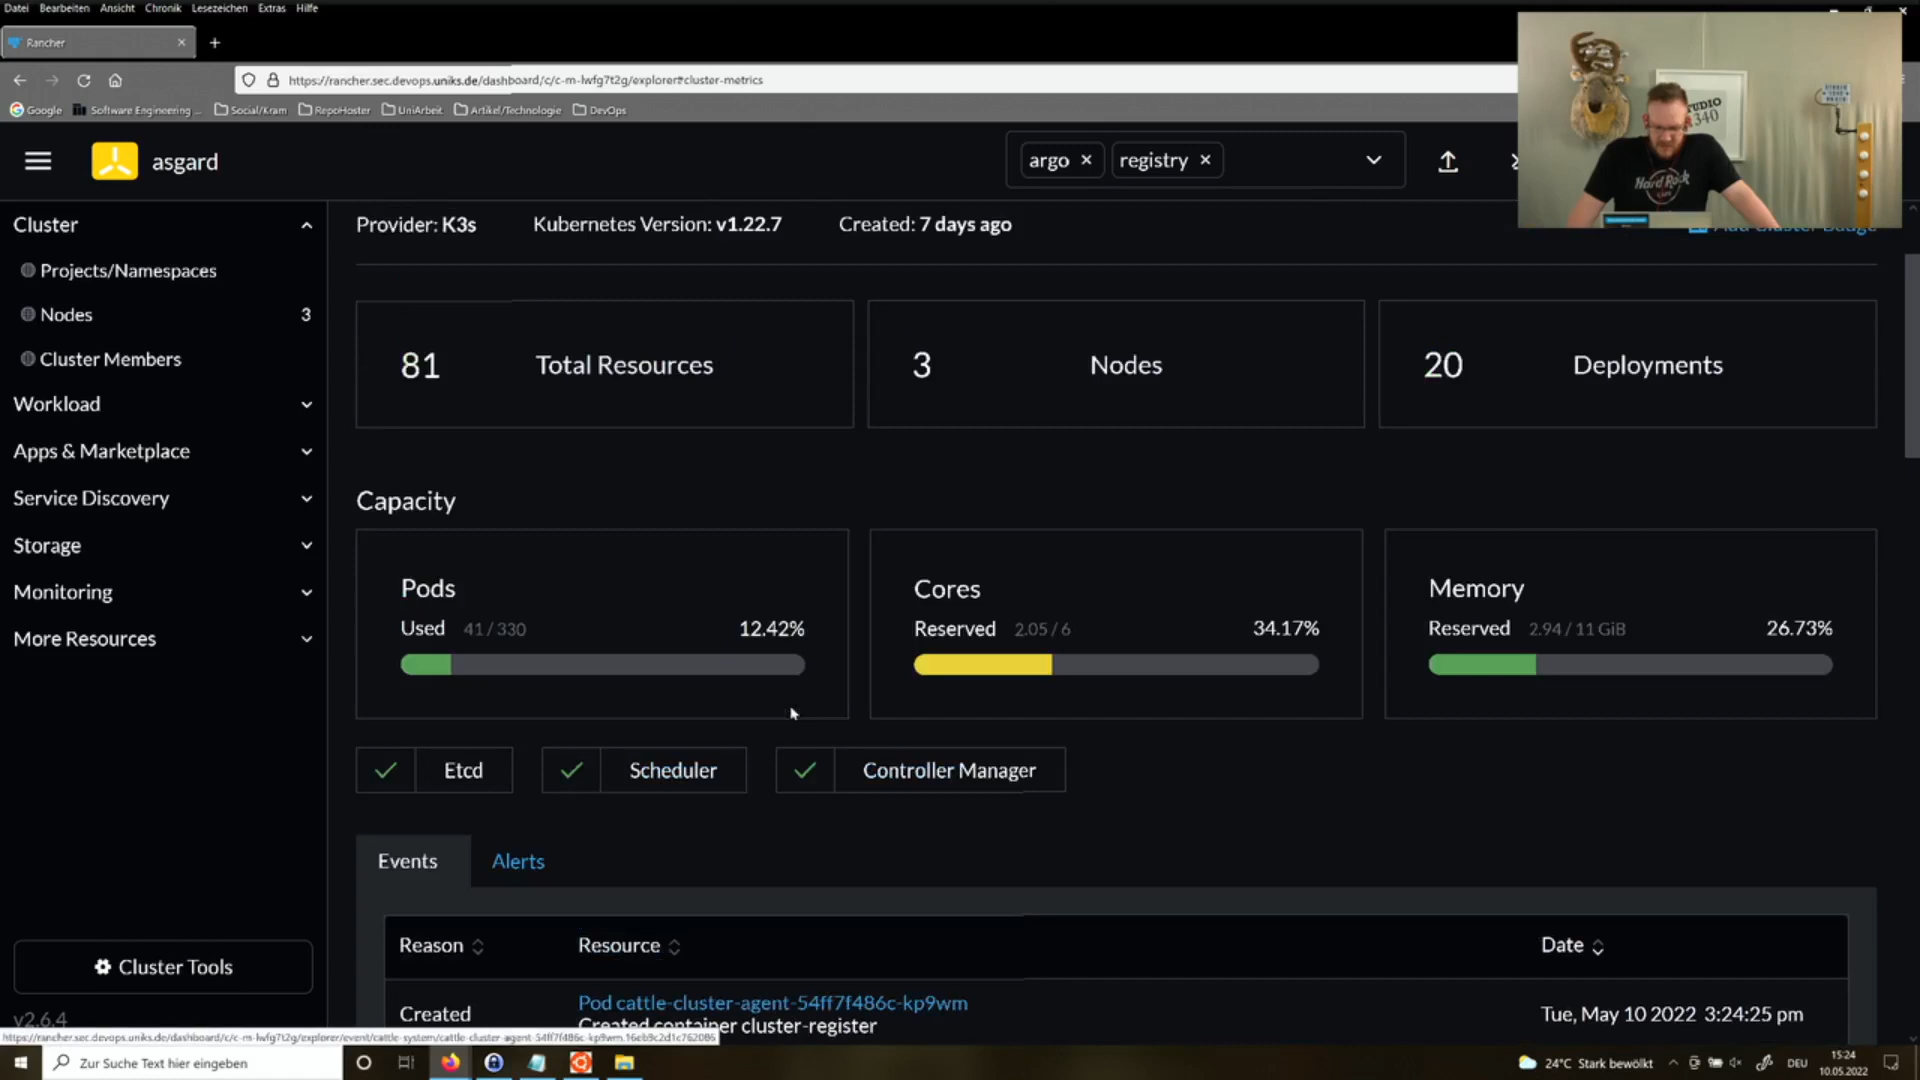 Datei Bearbeiten Ansicht Chronik Lesezeichen Extras Hilfe
Rancher
https://rancher.sec.devops.uniks.de/dashboard/c/c-m-lwfg7t2g/explorer#cluster-metrics
Google Software Engineering ... Social/Kram RepoHoster UniArbeit Artikel/Technologie DevOps
STUDIO
340
Hard Rock
asgard
argo registry
Cluster
Projects/Namespaces
Nodes 3
Cluster Members
Workload
Apps & Marketplace
Service Discovery
Storage
Monitoring
More Resources
Cluster Tools
v2.6.4
Provider: K3s Kubernetes Version: v1.22.7 Created: 7 days ago
Add Cluster Badge
81 Total Resources
3 Nodes
20 Deployments
Capacity
Pods
Used 41 / 330 12.42%
Cores
Reserved 2.05 / 6 34.17%
Memory
Reserved 2.94 / 11 GiB 26.73%
Etcd Scheduler Controller Manager
Events Alerts
Reason Resource Date
Created Pod cattle-cluster-agent-54ff7f486c-kp9wm
Created container cluster-register
Tue, May 10 2022 3:24:25 pm
Zur Suche Text hier eingeben
24°C Stark bewölkt DEU 15:24
10.05.2022